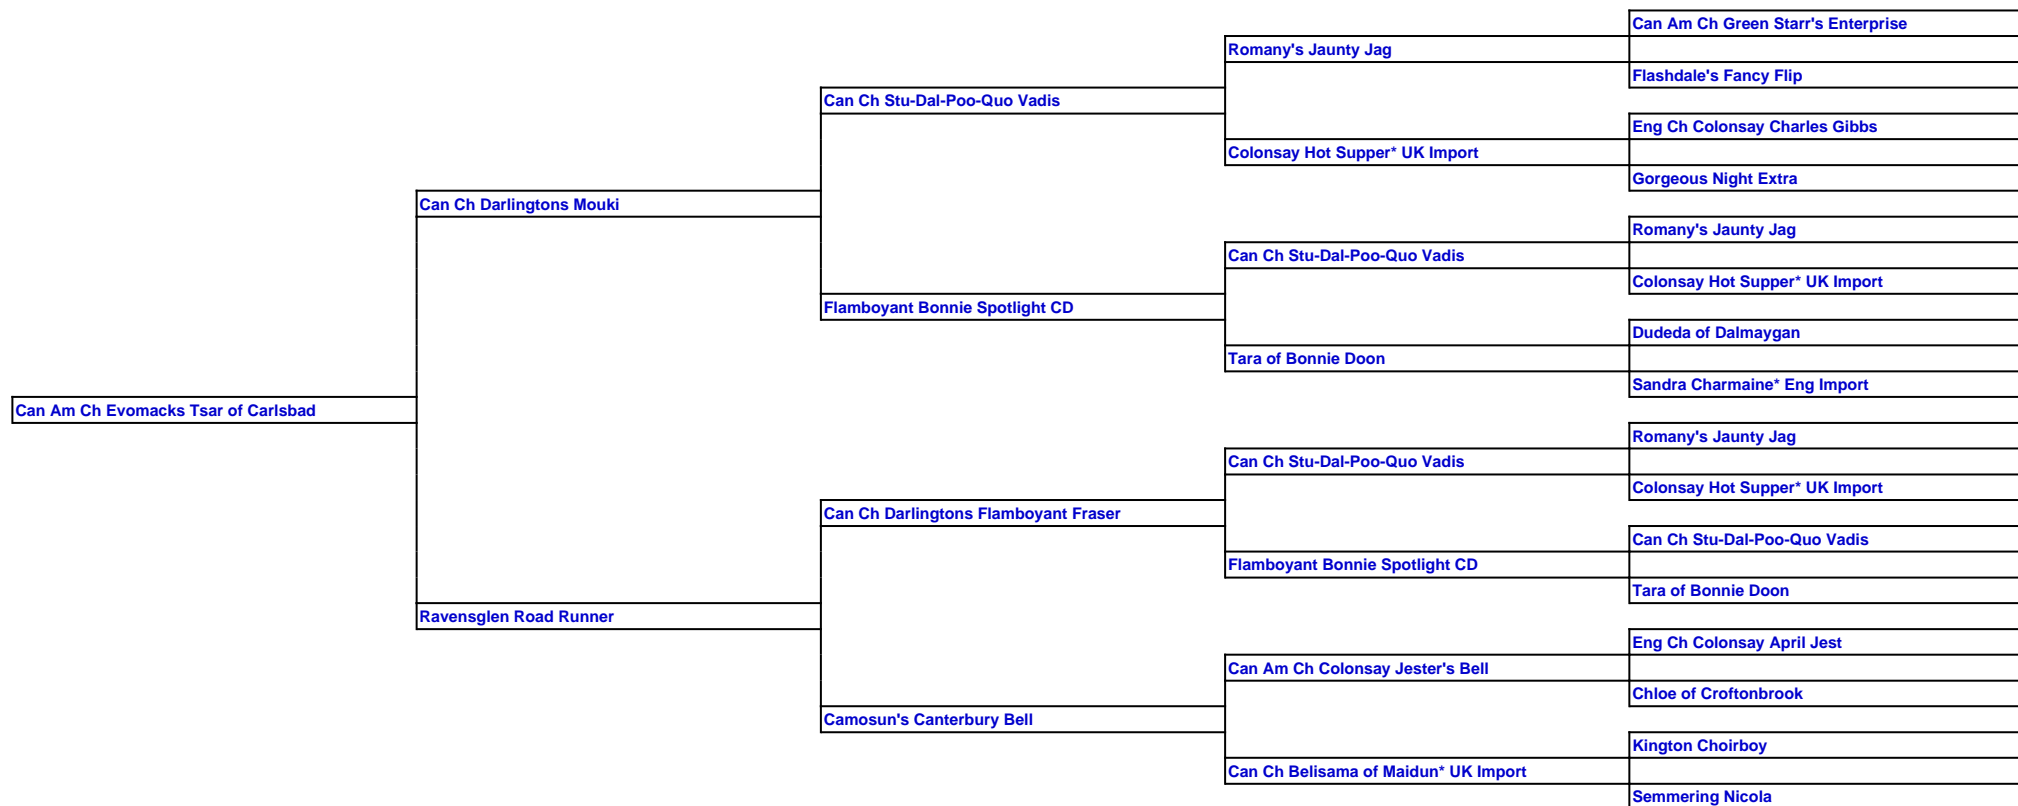 Can Am Ch Green Starr's Enterprise
Romany's Jaunty Jag
Flashdale's Fancy Flip
Can Ch Stu-Dal-Poo-Quo Vadis
Eng Ch Colonsay Charles Gibbs
Colonsay Hot Supper* UK Import
Gorgeous Night Extra
Can Ch Darlingtons Mouki
Romany's Jaunty Jag
Can Ch Stu-Dal-Poo-Quo Vadis
Colonsay Hot Supper* UK Import
Flamboyant Bonnie Spotlight CD
Dudeda of Dalmaygan
Tara of Bonnie Doon
Sandra Charmaine* Eng Import
Can Am Ch Evomacks Tsar of Carlsbad
Romany's Jaunty Jag
Can Ch Stu-Dal-Poo-Quo Vadis
Colonsay Hot Supper* UK Import
Can Ch Darlingtons Flamboyant Fraser
Can Ch Stu-Dal-Poo-Quo Vadis
Flamboyant Bonnie Spotlight CD
Tara of Bonnie Doon
Ravensglen Road Runner
Eng Ch Colonsay April Jest
Can Am Ch Colonsay Jester's Bell
Chloe of Croftonbrook
Camosun's Canterbury Bell
Kington Choirboy
Can Ch Belisama of Maidun* UK Import
Semmering Nicola